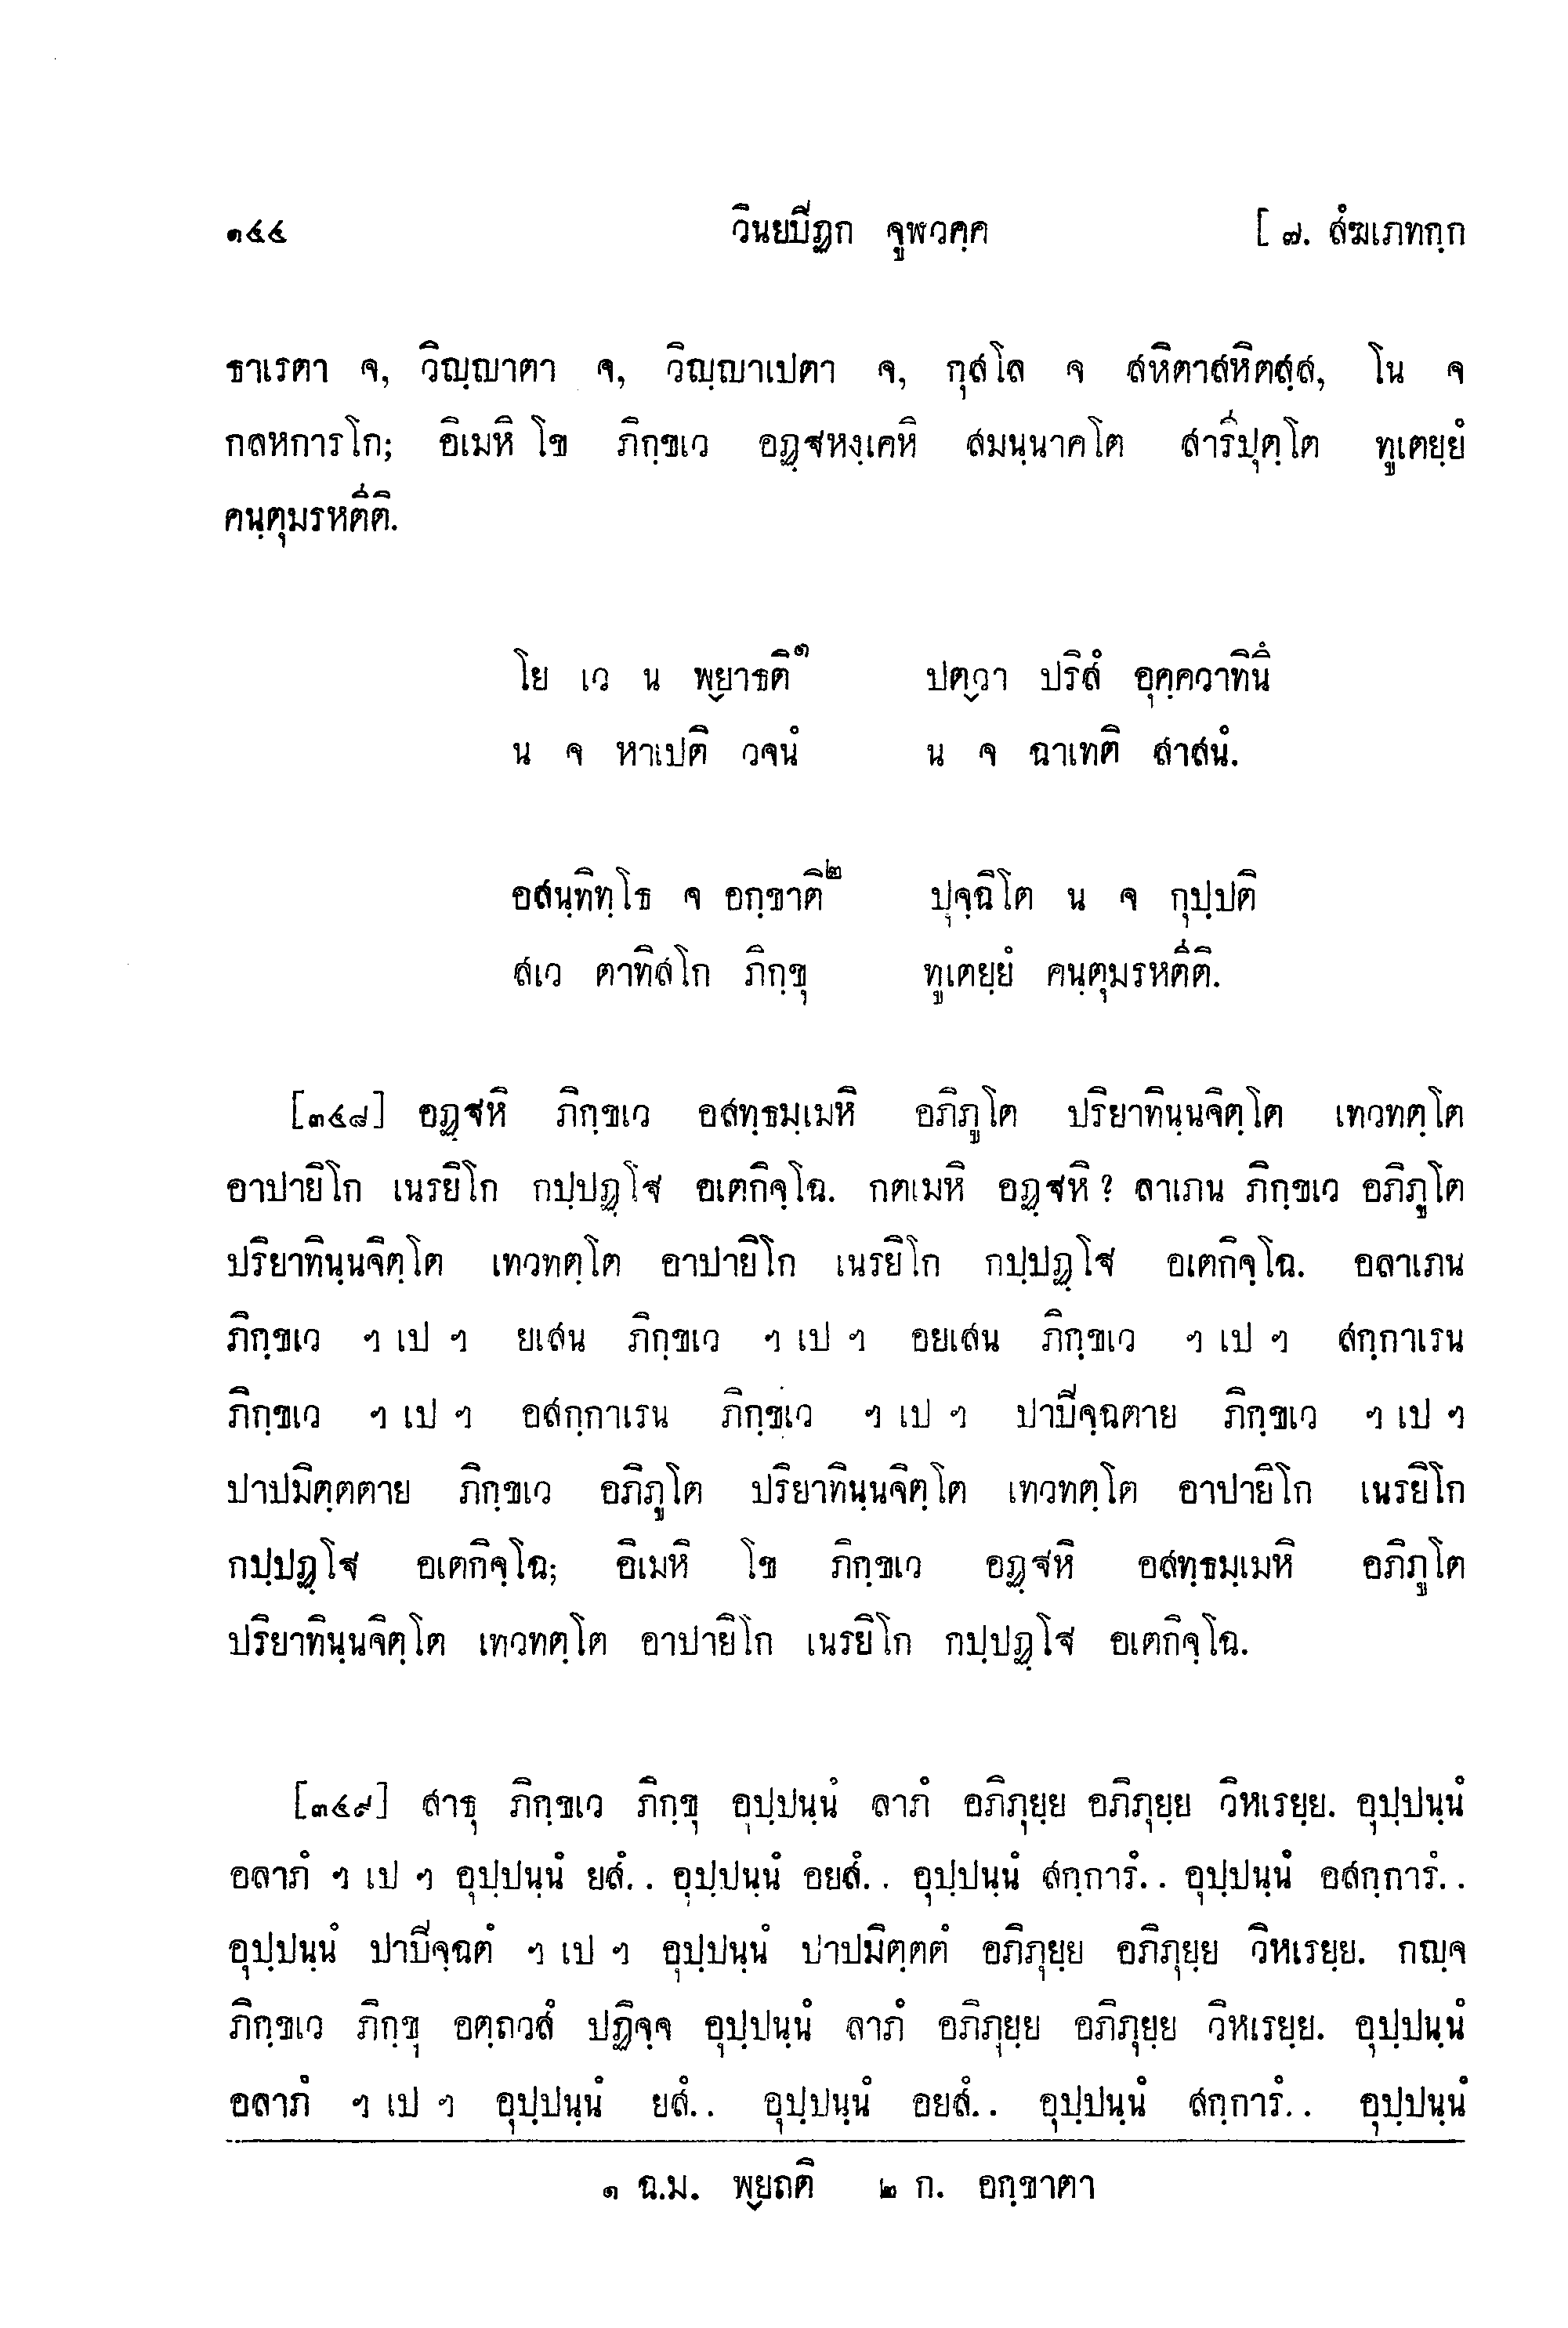 ๑๔๔ วินยปีฏก จูฬวคฺค [ ๗. สํฆเภทกฺก
ธาเรตา จ, วิญฺญาตา จ, วิญฺญาเปตา จ, กุสโล จ สหิตาสหิตสฺส, โน จ
กลหการโก; อิเมหิ โข ภิกฺขเว อฏฺฐหงฺเคหิ สมนฺนาคโต สาริปุตฺโต ทูเตยฺยํ
คนฺตุมรหตีติ.
โย เว น พฺยาธติ๑ ปตฺวา ปริสํ อุคฺควาทินึ
น จ หาเปติ วจนํ น จ ฉาเทติ สาสนํ.
อสนฺทิทฺโธ จ อกฺขาติ๒ ปุจฺฉิโต น จ กุปฺปติ
สเว ตาทิสโก ภิกฺขุ ทูเตยฺยํ คนฺตุมรหตีติ.
[๓๔๘] อฏฺฐหิ ภิกฺขเว อสทฺธมฺเมหิ อภิภูโต ปริยาทินฺนจิตฺโต เทวทตฺโต
อาปายิโก เนรยิโก กปฺปฏฺโฐ อเตกิจฺโฉ. กตเมหิ อฏฺฐหิ? ลาเภน ภิกฺขเว อภิภูโต
ปริยาทินฺนจิตฺโต เทวทตฺโต อาปายิโก เนรยิโก กปฺปฏฺโฐ อเตกิจฺโฉ. อลาเภน
ภิกฺขเว ฯ เป ฯ ยเสน ภิกฺขเว ฯ เป ฯ อยเสน ภิกฺขเว ฯ เป ฯ สกฺกาเรน
ภิกฺขเว ฯ เป ฯ อสกฺกาเรน ภิกฺขเว ฯ เป ฯ ปาปีจฺฉตาย ภิกฺขเว ฯ เป ฯ
ปาปมิตฺตตาย ภิกฺขเว อภิภูโต ปริยาทินฺนจิตฺโต เทวทตฺโต อาปายิโก เนรยิโก
กปฺปฏฺโฐ อเตกิจฺโฉ; อิเมหิ โข ภิกฺขเว อฏฺฐหิ อสทฺธมฺเมหิ อภิภูโต
ปริยาทินฺนจิตฺโต เทวทตฺโต อาปายิโก เนรยิโก กปฺปฏฺโฐ อเตกิจฺโฉ.
[๓๔๙] สาธุ ภิกฺขเว ภิกฺขุ อุปฺปนฺนํ ลาภํ อภิภุยฺย อภิภุยฺย วิหเรยฺย. อุปฺปนฺนํ
อลาภํ ฯ เป ฯ อุปฺปนฺนํ ยสํ.. อุปฺปนฺนํ อยสํ.. อุปฺปนฺนํ สกฺการํ.. อุปฺปนฺนํ อสกฺการํ..
อุปฺปนฺนํ ปาปีจฺฉตํ ฯ เป ฯ อุปฺปนฺนํ ปาปมิตฺตตํ อภิภุยฺย อภิภุยฺย วิหเรยฺย. กญฺจ
ภิกฺขเว ภิกฺขุ อตฺถวสํ ปฏิจฺจ อุปฺปนฺนํ ลาภํ อภิภุยฺย อภิภุยฺย วิหเรยฺย. อุปฺปนฺนํ
อลาภํ ฯ เป ฯ อุปฺปนฺนํ ยสํ.. อุปฺปนฺนํ อยสํ.. อุปฺปนฺนํ สกฺการํ.. อุปฺปนฺนํ
๑ ฉ.ม. พฺยถติ ๒ ก. อกฺขาตา